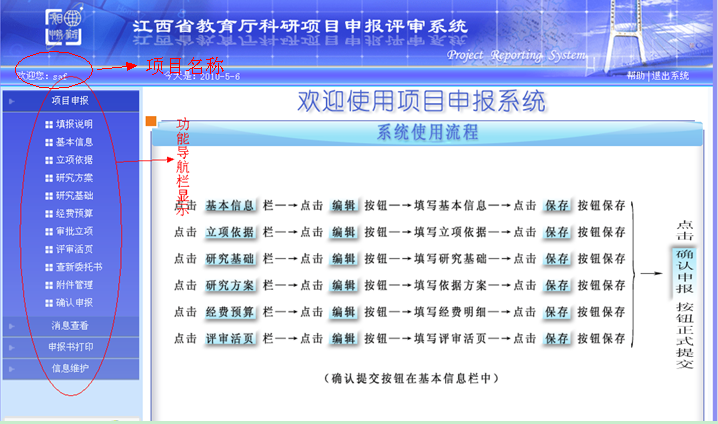 江西省教育厅科研项目申报评审系统
Project Reporting System
欢迎您: saf
项目名称
今天是: 2010-5-6
帮助|退出系统
项目申报
填报说明
基本信息
立项依据
研究方案
研究基础
经费预算
审批立项
评审活页
查新委托书
附件管理
确认申报
消息查看
申报书打印
信息维护
功能导航栏显示
欢迎使用项目申报系统
系统使用流程
点击 基本信息 栏—→点击 编辑 按钮—→填写基本信息—→点击 保存 按钮保存
点击 立项依据 栏—→点击 编辑 按钮—→填写立项依据—→点击 保存 按钮保存
点击 研究基础 栏—→点击 编辑 按钮—→填写研究基础—→点击 保存 按钮保存
点击 研究方案 栏—→点击 编辑 按钮—→填写依据方案—→点击 保存 按钮保存
点击 经费预算 栏—→点击 编辑 按钮—→填写经费明细—→点击 保存 按钮保存
点击 评审活页 栏—→点击 编辑 按钮—→填写评审活页—→点击 保存 按钮保存
点击 确认申报 按钮正式提交
(确认提交按钮在基本信息栏中)